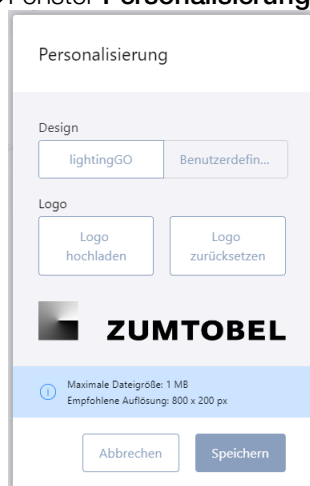 Fenster Personalisierung
Personalisierung
Design
lightingGO
Benutzerdefin...
Logo
Logo
hochladen
Logo
zurücksetzen
ZUMTOBEL
Maximale Dateigröße: 1 MB
Empfohlene Auflösung: 800 x 200 px
Abbrechen
Speichern